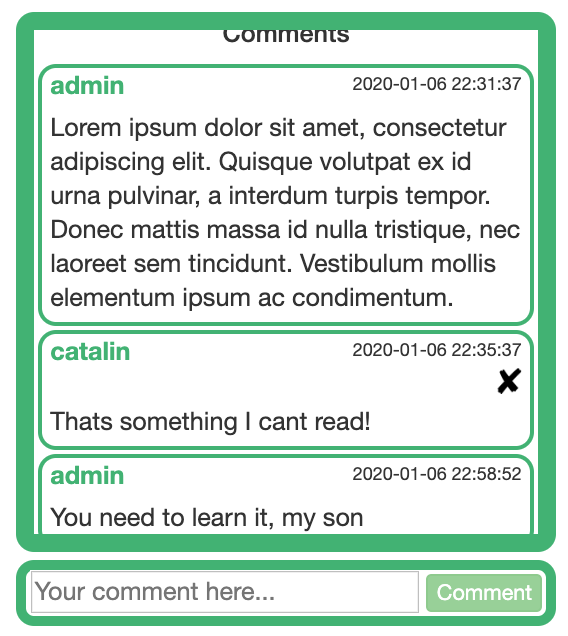 Comments
admin 2020-01-06 22:31:37
Lorem ipsum dolor sit amet, consectetur
adipiscing elit. Quisque volutpat ex id
urna pulvinar, a interdum turpis tempor.
Donec mattis massa id nulla tristique, nec
laoreet sem tincidunt. Vestibulum mollis
elementum ipsum ac condimentum.
catalin 2020-01-06 22:35:37
✘
Thats something I cant read!
admin 2020-01-06 22:58:52
You need to learn it, my son
Your comment here... Comment